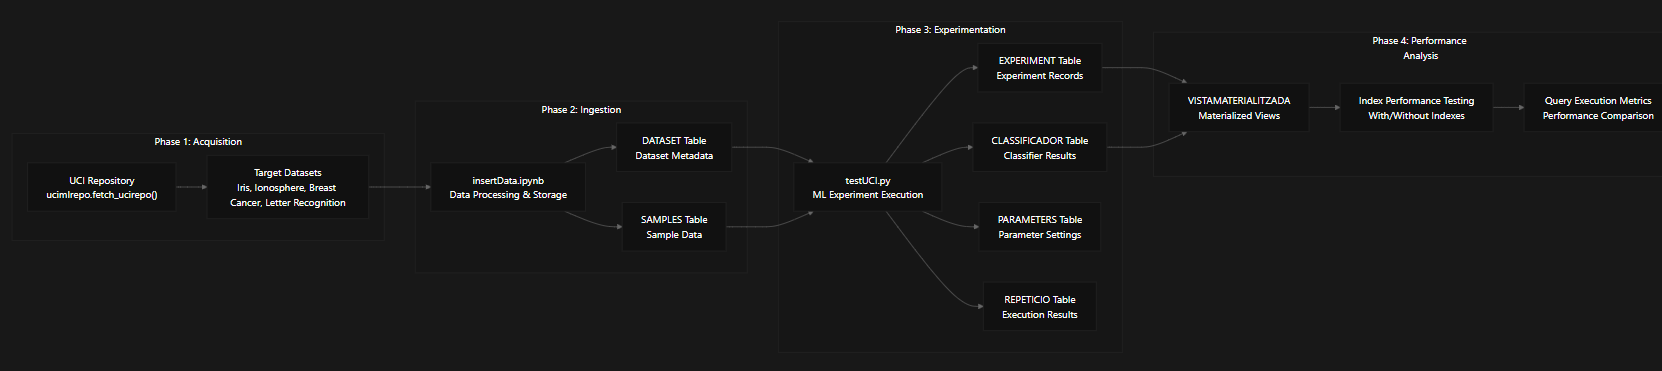 Phase 1: Acquisition
UCI Repository
ucimlrepo.fetch_ucirepo()
Target Datasets
Iris, Ionosphere, Breast
Cancer, Letter Recognition
Phase 2: Ingestion
insertData.ipynb
Data Processing & Storage
DATASET Table
Dataset Metadata
SAMPLES Table
Sample Data
Phase 3: Experimentation
testUCI.py
ML Experiment Execution
EXPERIMENT Table
Experiment Records
CLASSIFICADOR Table
Classifier Results
PARAMETERS Table
Parameter Settings
REPETICIO Table
Execution Results
Phase 4: Performance
Analysis
VISTAMATERIALITZADA
Materialized Views
Index Performance Testing
With/Without Indexes
Query Execution Metrics
Performance Comparison